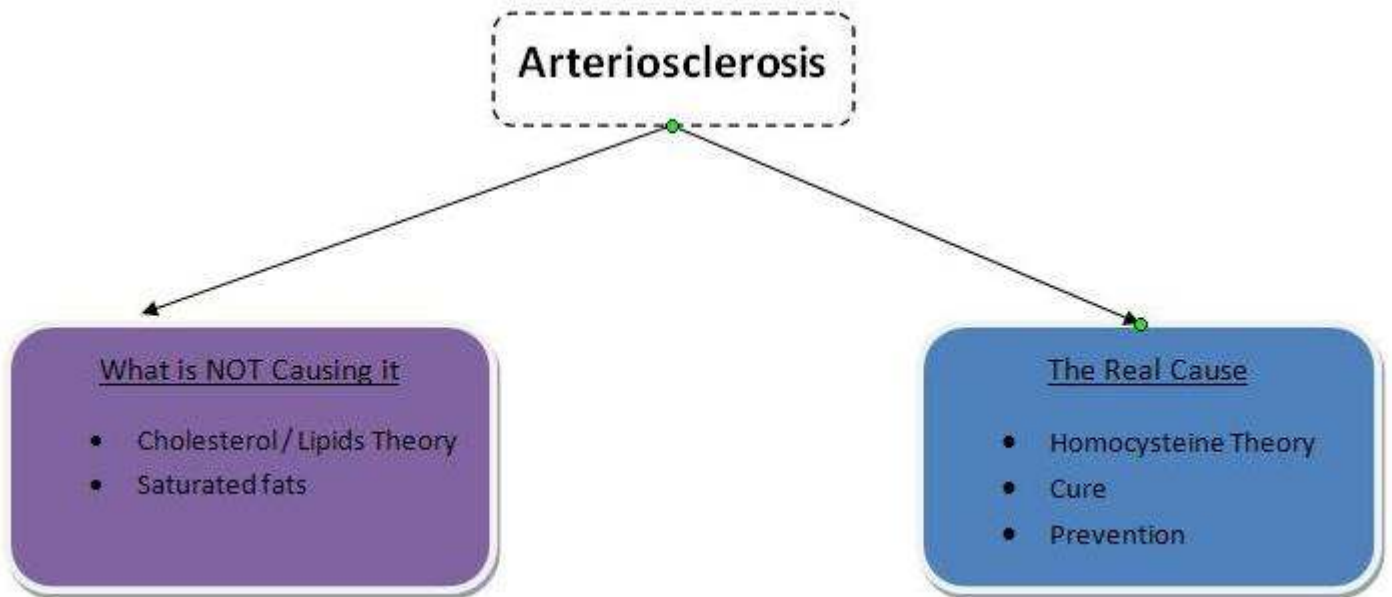 Arteriosclerosis
What is NOT Causing it
• Cholesterol / Lipids Theory
• Saturated fats
The Real Cause
• Homocysteine Theory
• Cure
• Prevention